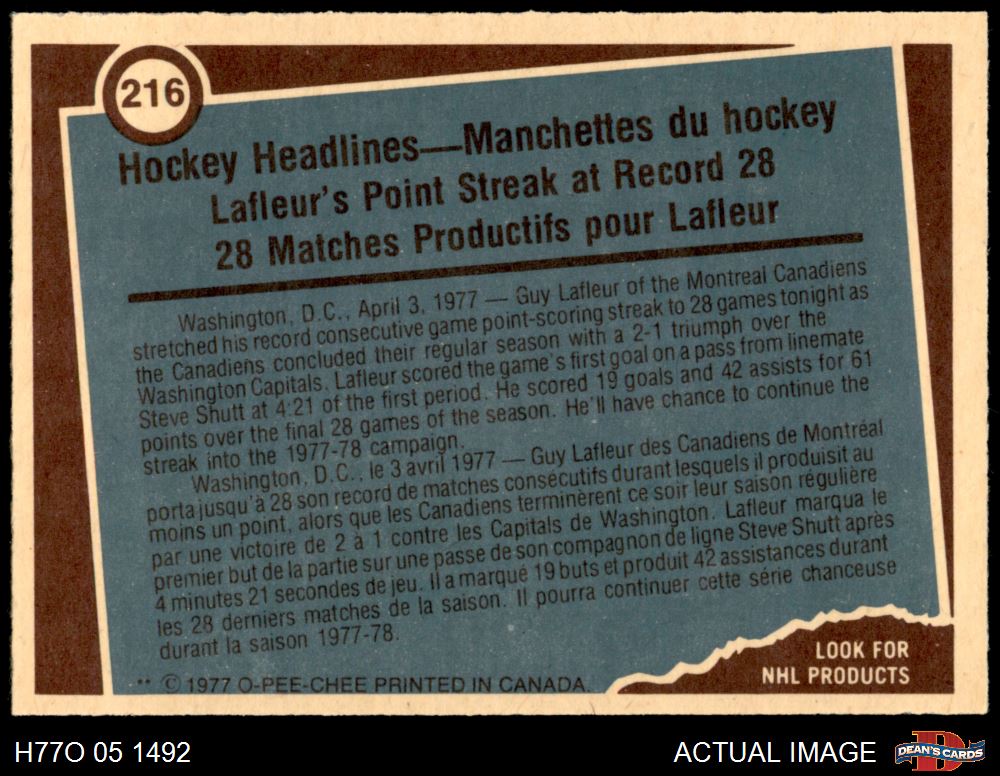 216
Hockey Headlines—Manchettes du hockey
Lafleur's Point Streak at Record 28
28 Matches Productifs pour Lafleur
Washington, D.C., April 3, 1977 — Guy Lafleur of the Montreal Canadiens
stretched his record consecutive game point-scoring streak to 28 games tonight as
the Canadiens concluded their regular season with a 2-1 triumph over the
Washington Capitals. Lafleur scored the game's first goal on a pass from linemate
Steve Shutt at 4:21 of the first period. He scored 19 goals and 42 assists for 61
points over the final 28 games of the season. He'll have chance to continue the
streak into the 1977-78 campaign.
Washington, D.C., le 3 avril 1977 — Guy Lafleur des Canadiens de Montréal
porta jusqu'à 28 son record de matches consécutifs durant lesquels il produisit au
moins un point, alors que les Canadiens terminèrent ce soir leur saison régulière
par une victoire de 2 à 1 contre les Capitals de Washington. Lafleur marqua le
premier but de la partie sur une passe de son compagnon de ligne Steve Shutt après
4 minutes 21 secondes de jeu. Il a marqué 19 buts et produit 42 assistances durant
les 28 derniers matches de la saison. Il pourra continuer cette série chanceuse
durant la saison 1977-78.
** © 1977 O-PEE-CHEE PRINTED IN CANADA.
LOOK FOR
NHL PRODUCTS
H77O 05 1492
ACTUAL IMAGE
D
DEAN'S CARDS